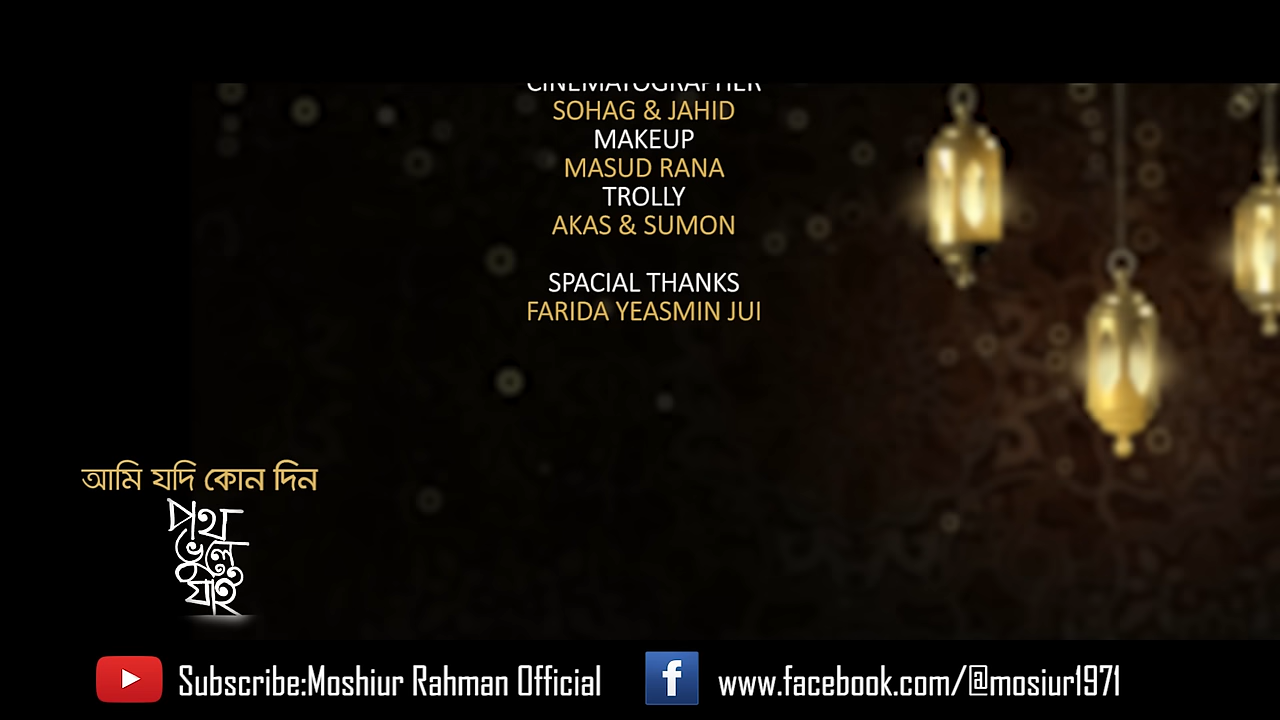 CINEMATOGRAPHER
SOHAG & JAHID
MAKEUP
MASUD RANA
TROLLY
AKAS & SUMON
SPACIAL THANKS
FARIDA YEASMIN JUI
আমি যদি কোন দিন
পথ
ভুলে
যাই
Subscribe:Moshiur Rahman Official
www.facebook.com/@mosiur1971